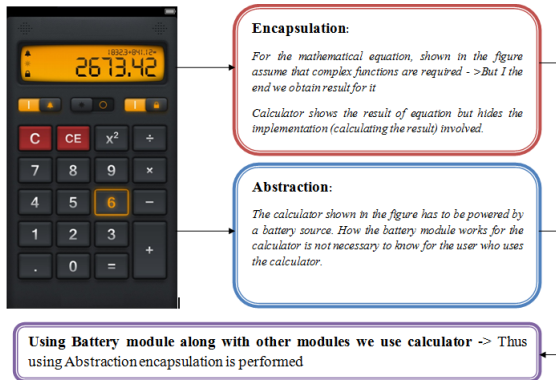 1832.3+841.12=
2673.42
C CE x² ÷
7 8 9 ×
4 5 6 −
1 2 3 +
. 0 =
Encapsulation:
For the mathematical equation, shown in the figure
assume that complex functions are required - >But I the
end we obtain result for it
Calculator shows the result of equation but hides the
implementation (calculating the result) involved.
Abstraction:
The calculator shown in the figure has to be powered by
a battery source. How the battery module works for the
calculator is not necessary to know for the user who uses
the calculator.
Using Battery module along with other modules we use calculator -> Thus
using Abstraction encapsulation is performed